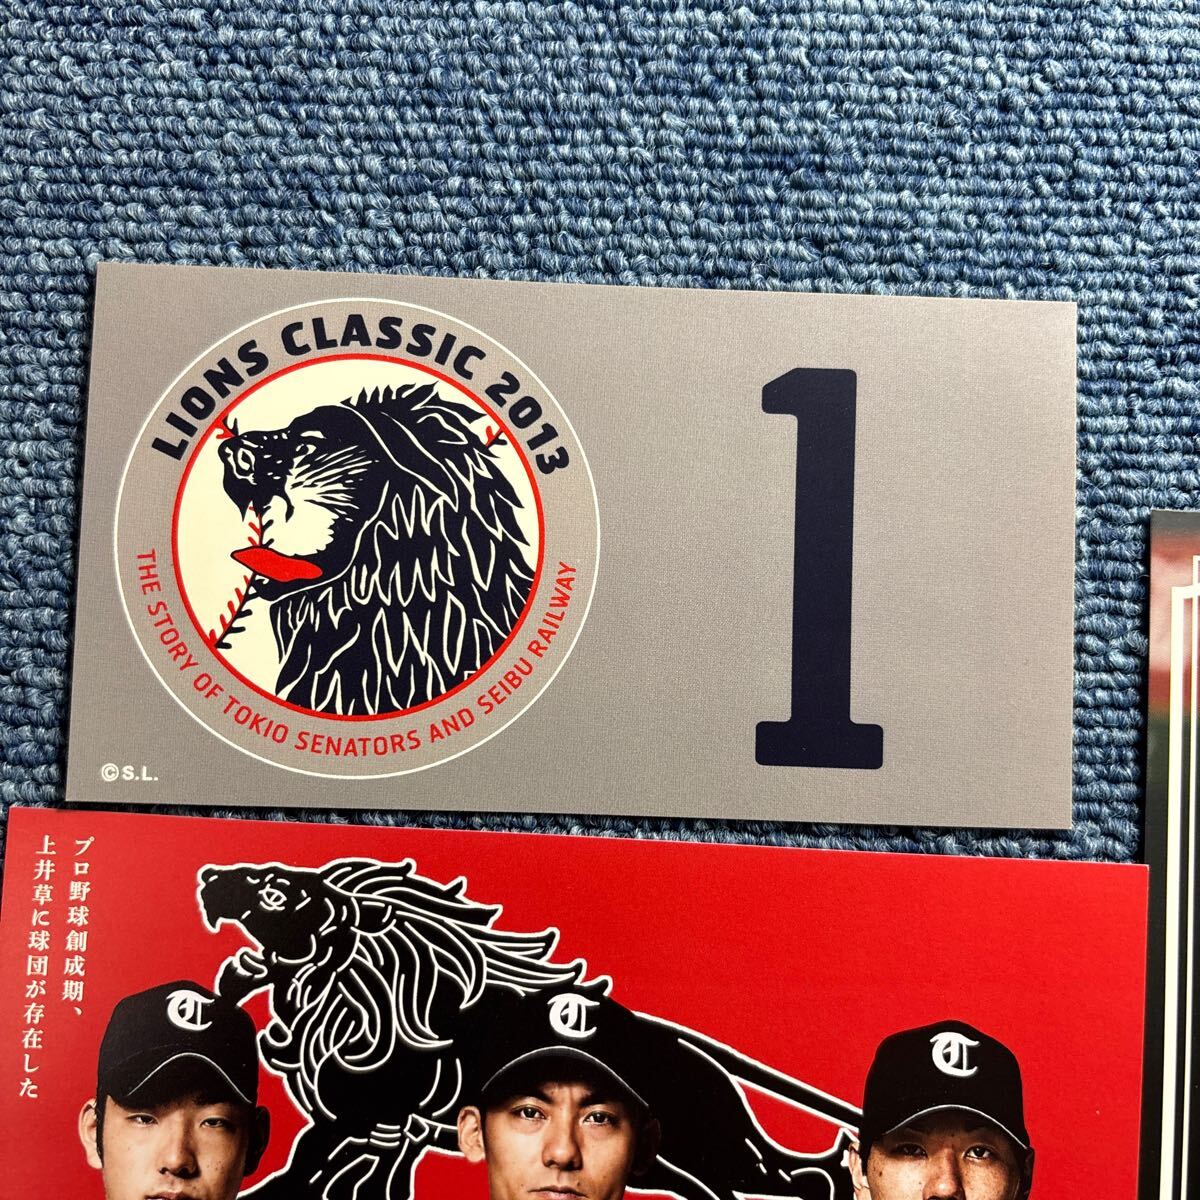 LIONS CLASSIC 2013
THE STORY OF TOKIO SENATORS AND SEIBU RAILWAY
1
©S.L.
プロ野球創成期、
上井草に球団が存在した
T
T
T